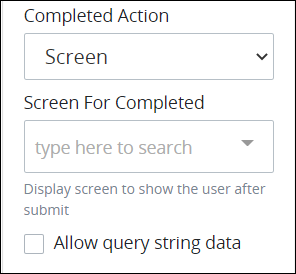 Completed Action
Screen
Screen For Completed
type here to search
Display screen to show the user after
submit
Allow query string data